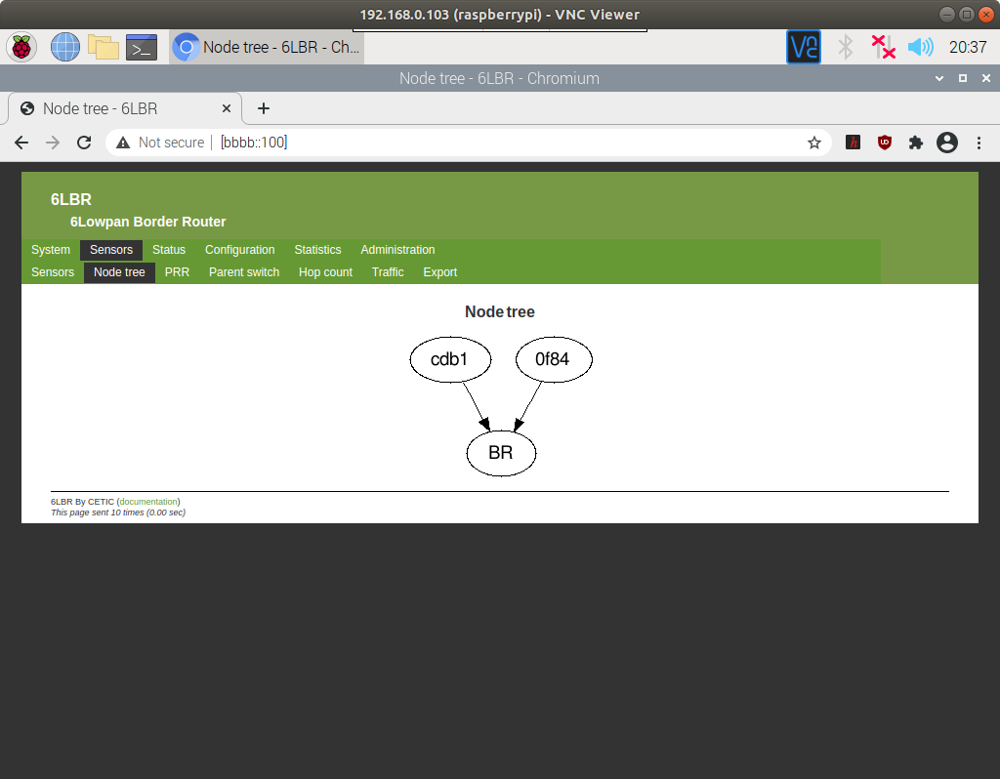 192.168.0.103 (raspberrypi) - VNC Viewer
Node tree - 6LBR - Ch...
20:37
Node tree - 6LBR - Chromium
Node tree - 6LBR
Not secure [bbbb::100]
6LBR
6Lowpan Border Router
System Sensors Status Configuration Statistics Administration
Sensors Node tree PRR Parent switch Hop count Traffic Export
Node tree
cdb1 0f84
BR
6LBR By CETIC (documentation)
This page sent 10 times (0.00 sec)